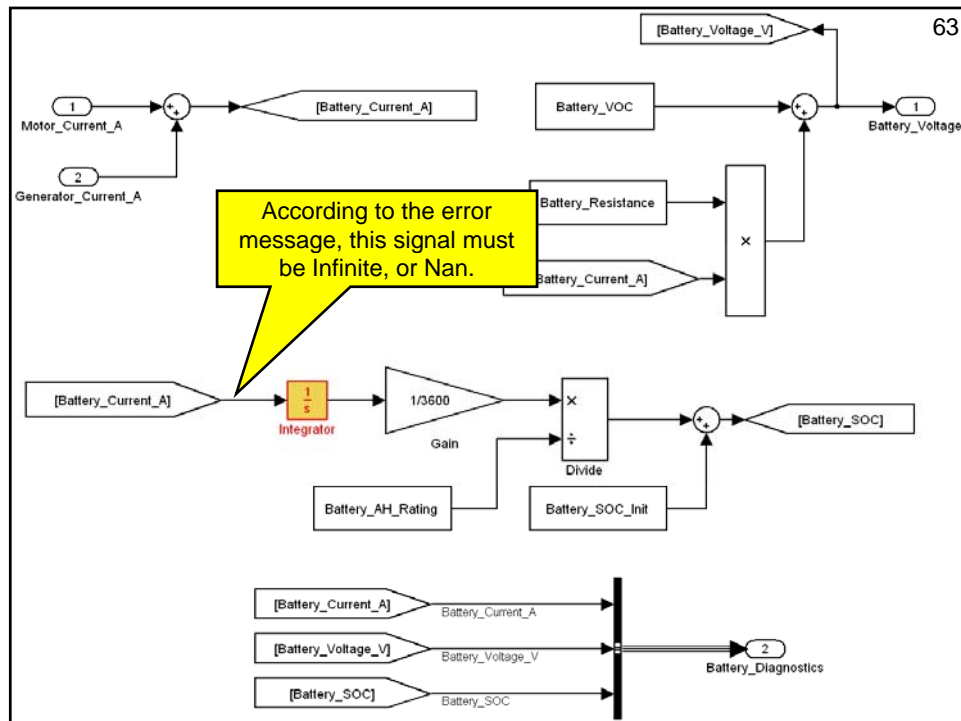 63
[Battery_Voltage_V]
1
Motor_Current_A
+
+
[Battery_Current_A]
2
Generator_Current_A
Battery_VOC
+
+
1
Battery_Voltage
According to the error
message, this signal must
be Infinite, or Nan.
Battery_Resistance
×
Battery_Current_A]
[Battery_Current_A]
1
s
Integrator
1/3600
Gain
×
÷
Divide
+
+
[Battery_SOC]
Battery_AH_Rating
Battery_SOC_Init
[Battery_Current_A]
Battery_Current_A
[Battery_Voltage_V]
Battery_Voltage_V
[Battery_SOC]
Battery_SOC
2
Battery_Diagnostics